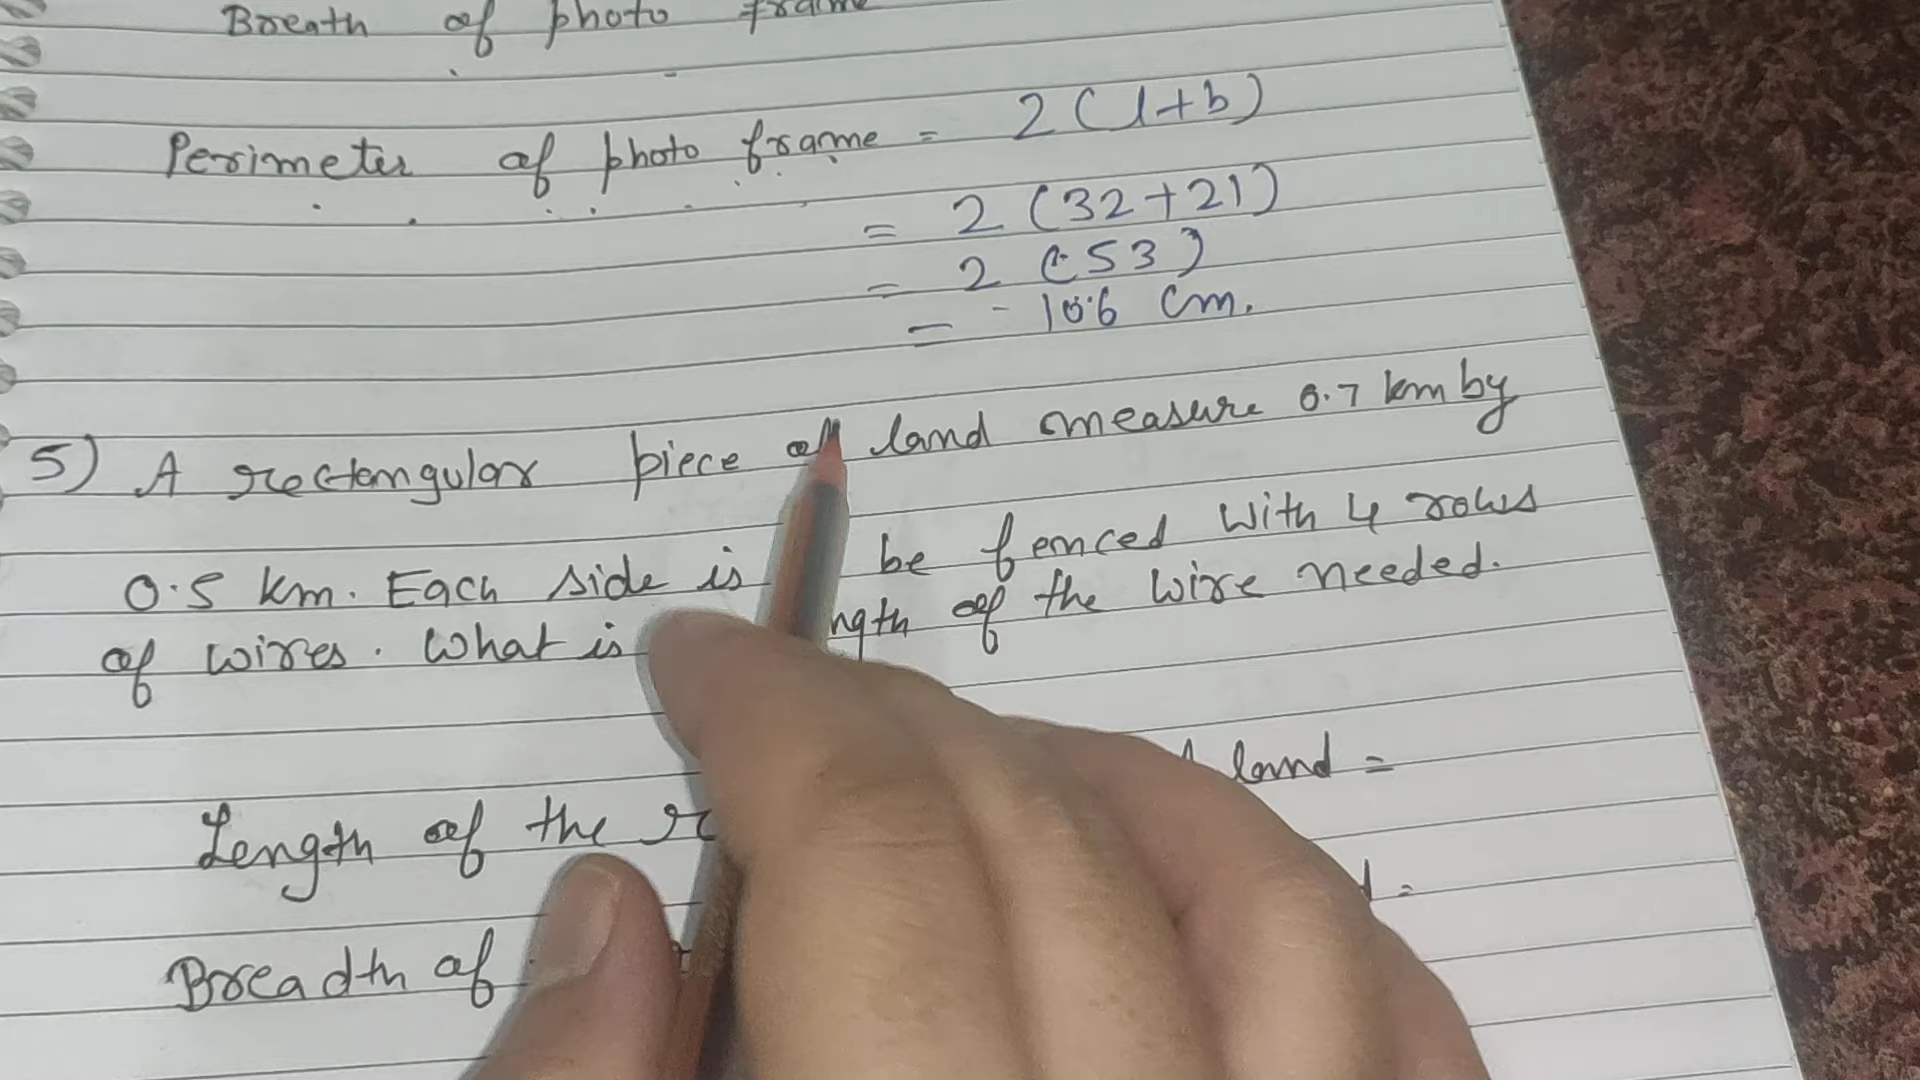 Breath of photo frame
Perimeter of photo frame = 2(l+b)
= 2(32+21)
= 2(53)
= 106 cm.
5) A rectangular piece of land measure 0.7 km by
0.5 km. Each side is be fenced with 4 rows
of wires. What is ngth of the wire needed.
Length of the land =
Breadth of =